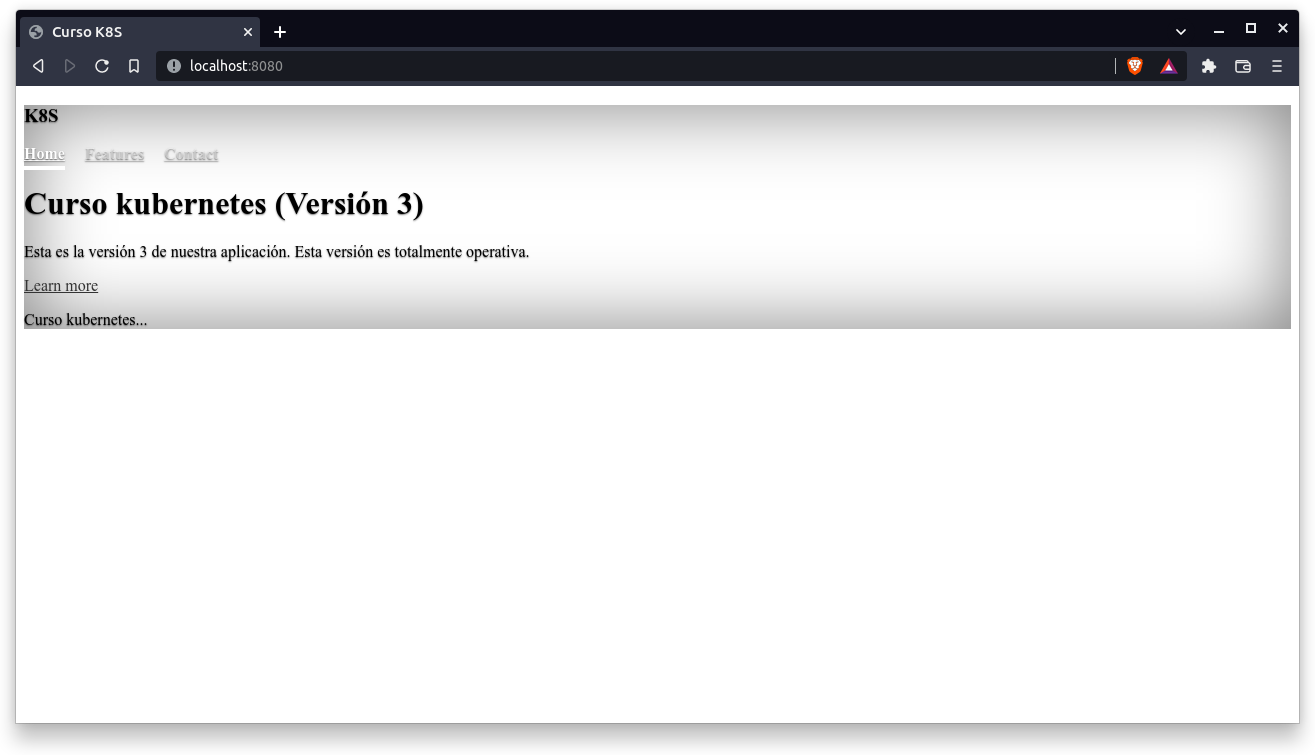 Curso K8S
localhost:8080
K8S
Home Features Contact
Curso kubernetes (Versión 3)
Esta es la versión 3 de nuestra aplicación. Esta versión es totalmente operativa.
Learn more
Curso kubernetes...